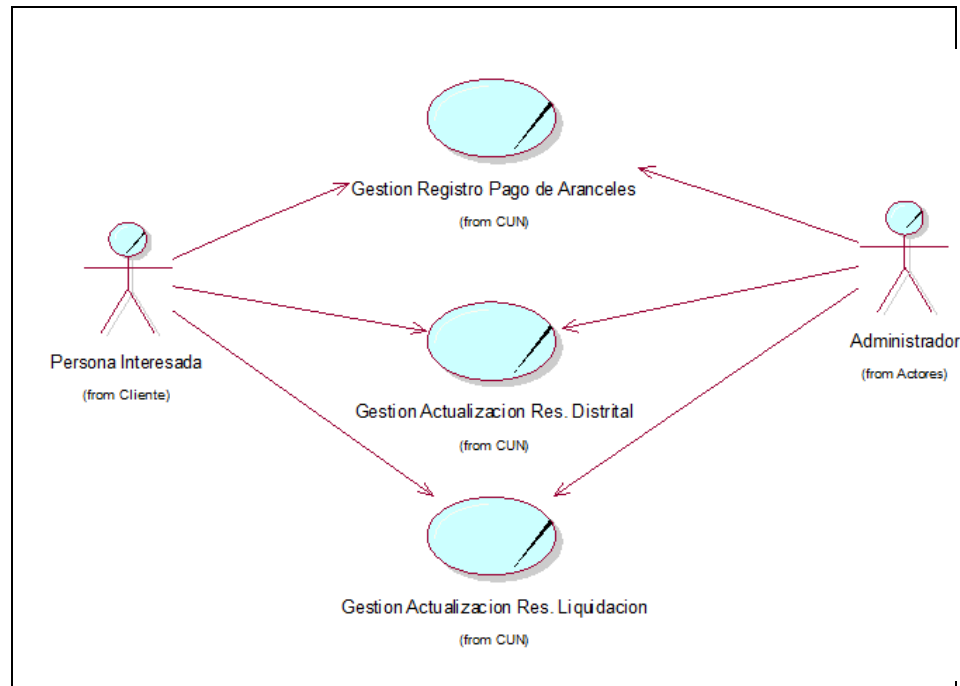 Gestion Registro Pago de Aranceles
(from CUN)
Persona Interesada
(from Cliente)
Administrador
(from Actores)
Gestion Actualizacion Res. Distrital
(from CUN)
Gestion Actualizacion Res. Liquidacion
(from CUN)